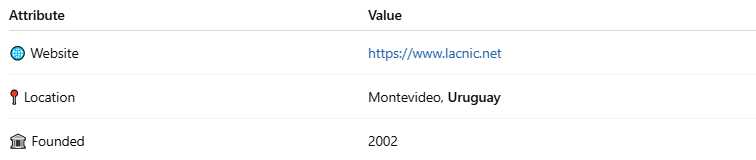 Attribute Value
🌐 Website https://www.lacnic.net
📍 Location Montevideo, Uruguay
🏛️ Founded 2002